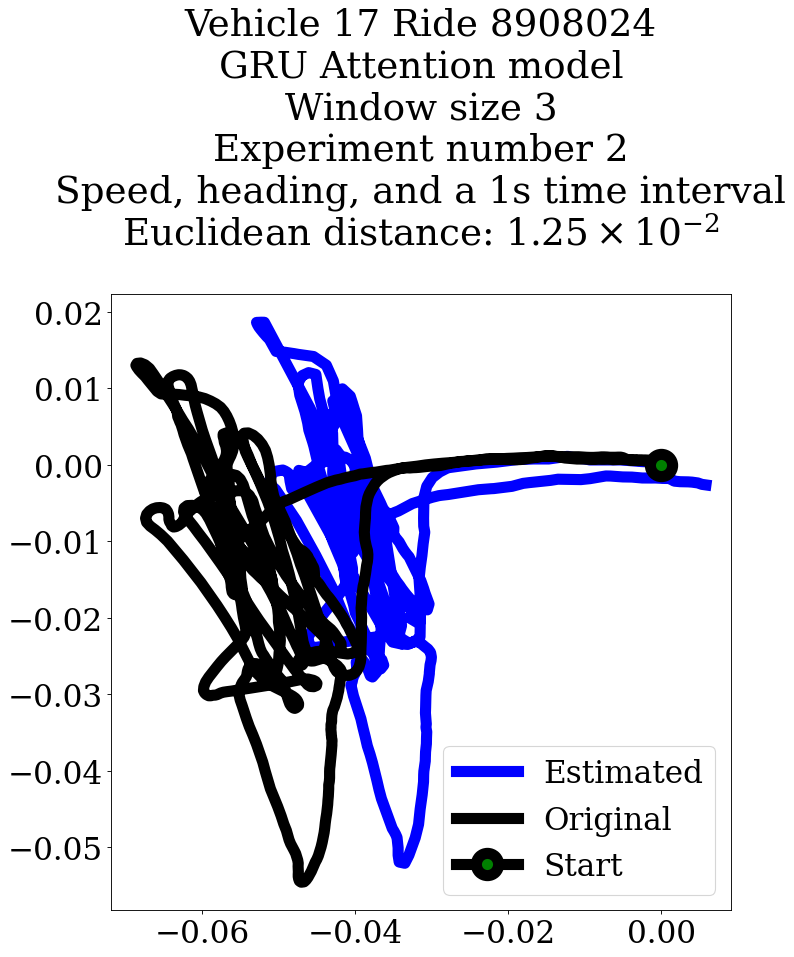 Vehicle 17 Ride 8908024
GRU Attention model
Window size 3
Experiment number 2
Speed, heading, and a 1s time interval
Euclidean distance: 1.25 × 10⁻²
0.02
0.01
0.00
−0.01
−0.02
−0.03
−0.04
−0.05
Estimated
Original
Start
−0.06
−0.04
−0.02
0.00